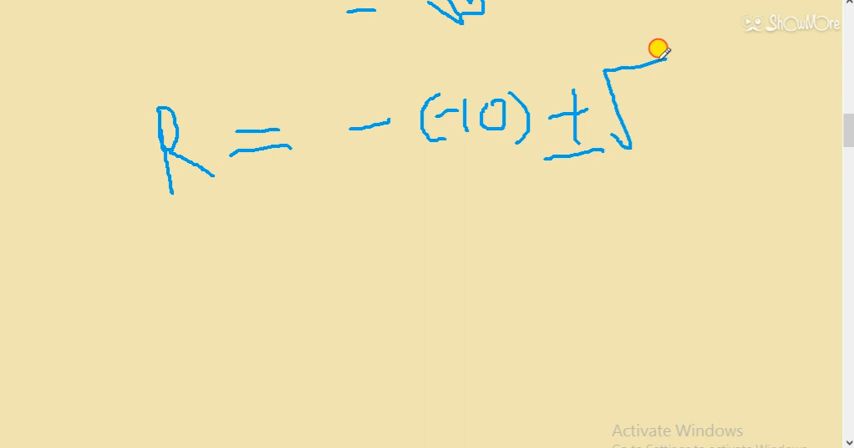 ShowMore
R = - (-10) ± √
Activate Windows